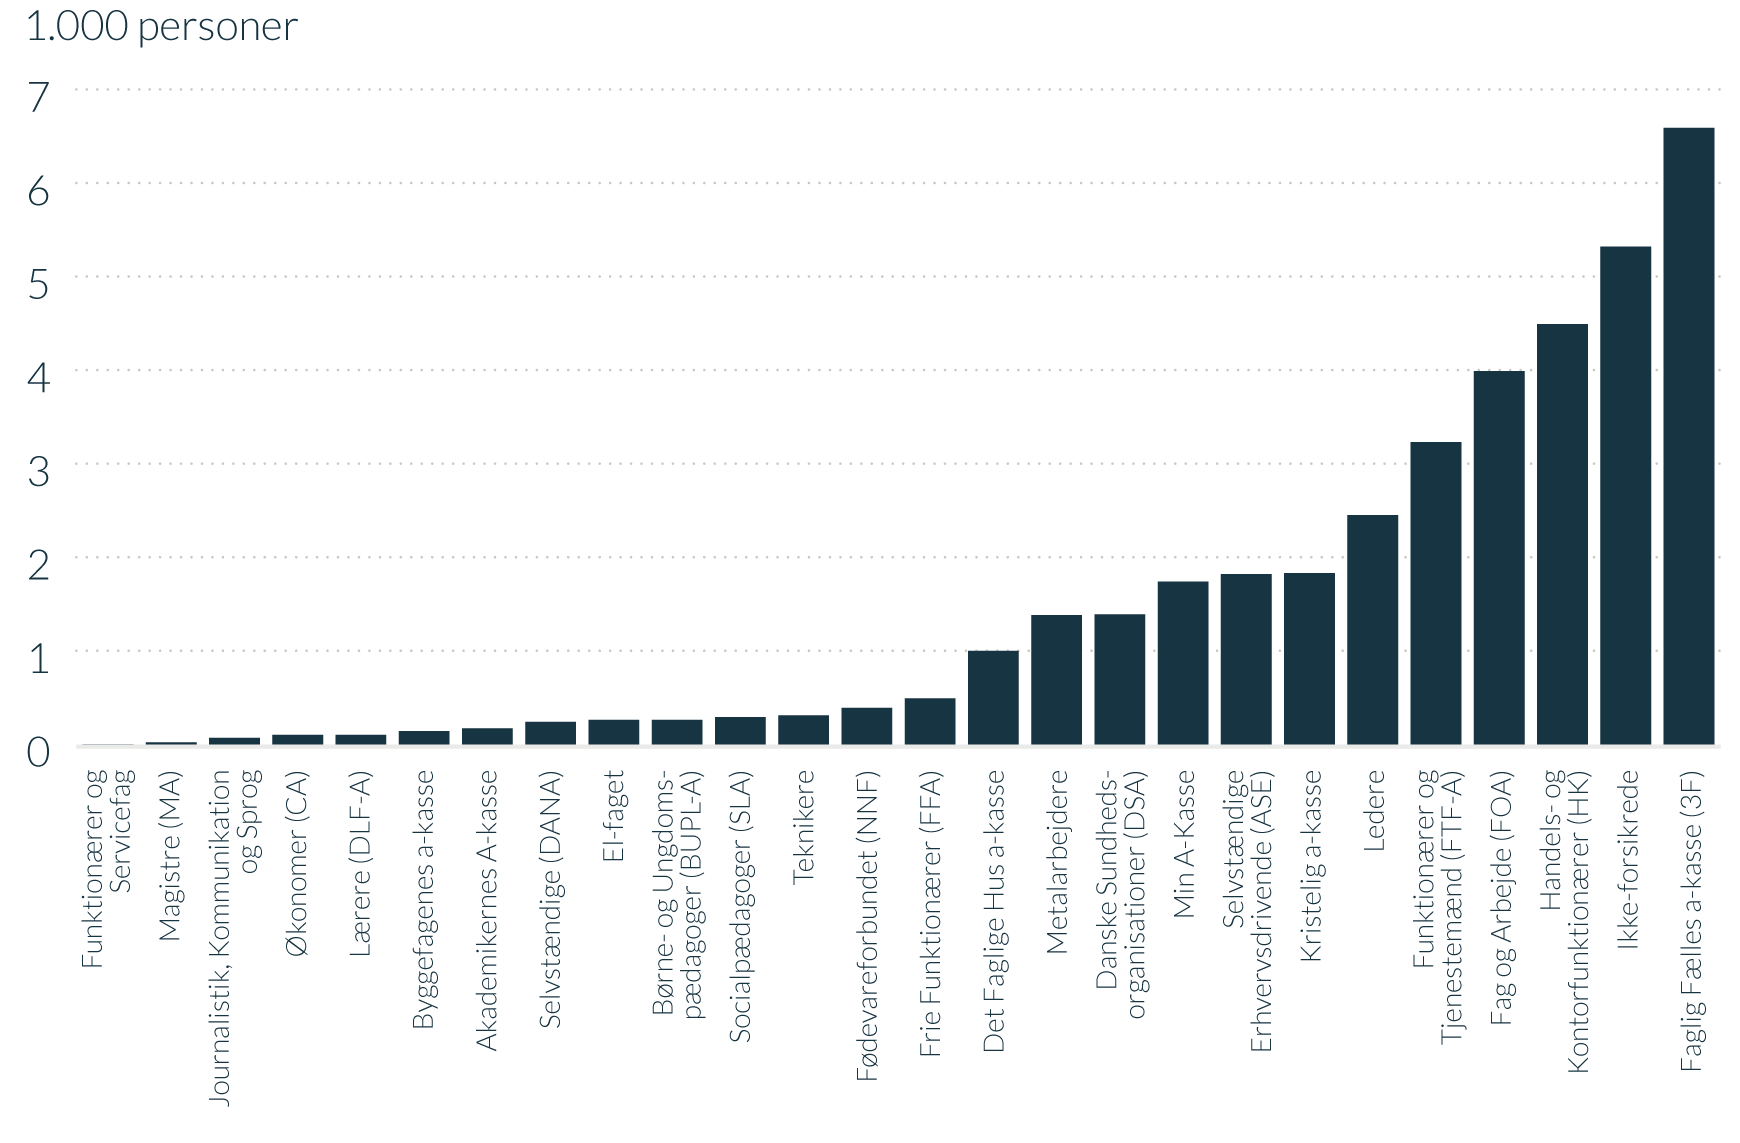 1.000 personer
7
6
5
4
3
2
1
0
Funktionærer og
Servicefag
Magistre (MA)
Journalistik, Kommunikation
og Sprog
Økonomer (CA)
Lærere (DLF-A)
Byggefagenes a-kasse
Akademikernes A-kasse
Selvstændige (DANA)
El-faget
Børne- og Ungdoms-
pædagoger (BUPL-A)
Socialpædagoger (SLA)
Teknikere
Fødevareforbundet (NNF)
Frie Funktionærer (FFA)
Det Faglige Hus a-kasse
Metalarbejdere
Danske Sundheds-
organisationer (DSA)
Min A-Kasse
Selvstændige
Erhvervsdrivende (ASE)
Kristelig a-kasse
Ledere
Funktionærer og
Tjenestemænd (FTF-A)
Fag og Arbejde (FOA)
Handels- og
Kontorfunktionærer (HK)
Ikke-forsikrede
Faglig Fælles a-kasse (3F)